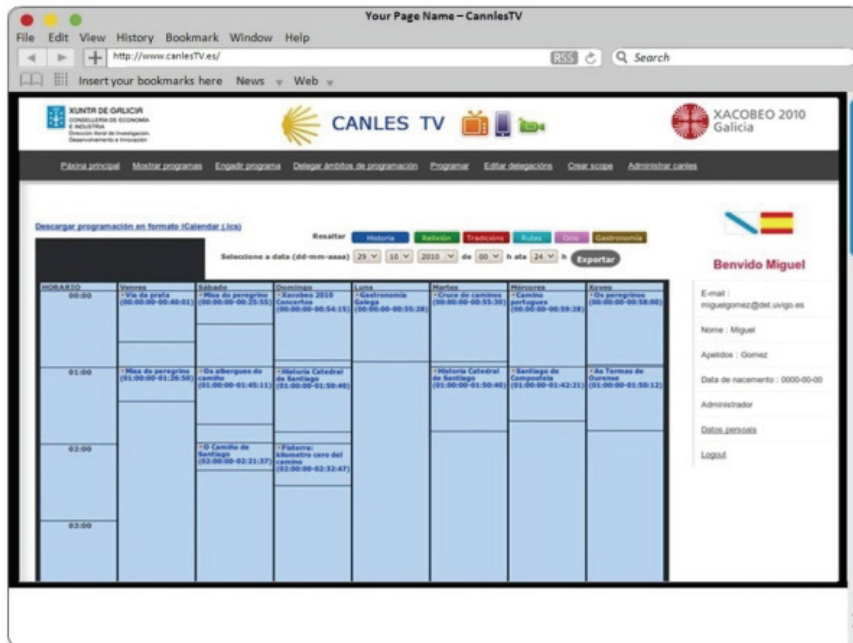 Your Page Name – CannlesTV
File Edit View History Bookmark Window Help
http://www.canlesTV.es/
RSS
Search
Insert your bookmarks here News Web
XUNTA DE GALICIA
CONSELLERÍA DE ECONOMÍA
E INDUSTRIA
Dirección Xeral de Investigación,
Desenvolvemento e Innovación
CANLES TV
XACOBEO 2010
Galicia
Páxina principal Mostrar programas Engadir programa Delegar ámbitos de programación Programar Editar delegacións Crear scope Administrar canles
Descargar programación en formato iCalendar (.ics)
Resaltar Historia Relixión Tradicións Rutas Ocio Gastronomía
Seleccione a data (dd-mm-aaaa) 29 10 2010 de 00 h ata 24 h Exportar
Benvido Miguel
E-mail :
miguelgomez@det.uvigo.es
Nome : Miguel
Apelidos : Gomez
Data de nacemento : 0000-00-00
Administrador
Datos persoais
Logout
HORARIO Venres Sábado Domingo Luns Martes Mércores Xoves
00:00
Via da prata
(00:00:00-00:40:01)
Misa do peregrino
(00:00:00-00:25:55)
Xacobeo 2010
Concertos
(00:00:00-00:54:15)
Gastronomia
Galega
(00:00:00-00:55:28)
Cruce de caminos
(00:00:00-00:55:30)
Camino
portugues
(00:00:00-00:59:28)
Os peregrinos
(00:00:00-00:58:00)
01:00
Misa do peregrino
(01:00:00-01:26:50)
Os albergues do
camiño
(01:00:00-01:45:11)
Historia Catedral
de Santiago
(01:00:00-01:50:40)
Historia Catedral
de Santiago
(01:00:00-01:50:40)
Santiago de
Compostela
(01:00:00-01:42:21)
As Termas de
Ourense
(01:00:00-01:50:12)
02:00
O Camiño de
Santiago
(02:00:00-02:21:37)
Fisterra:
kilometro cero del
camino
(02:00:00-02:32:47)
03:00